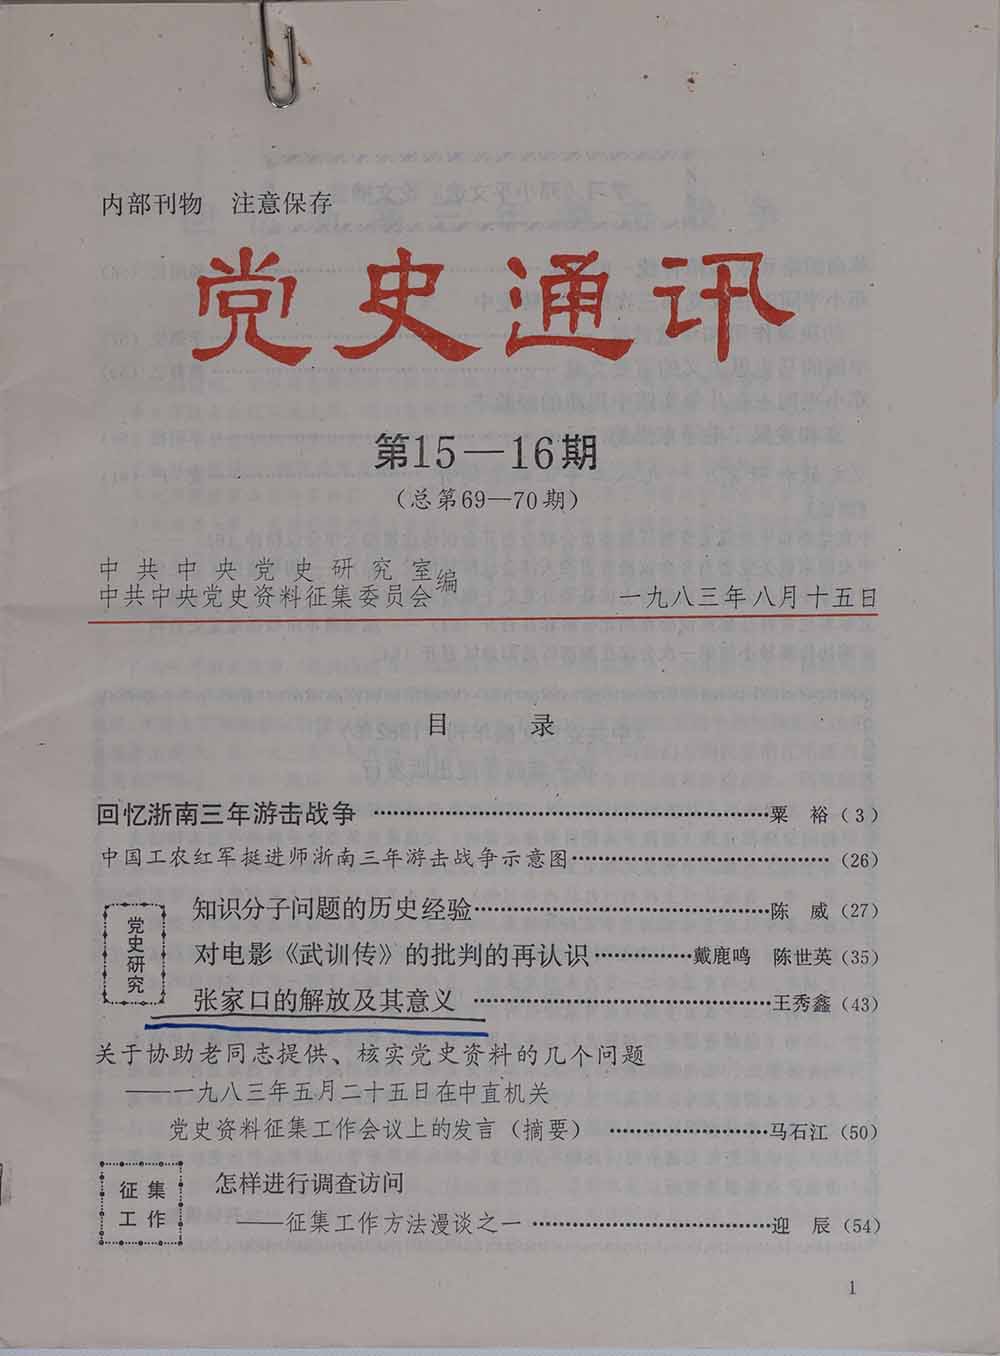 内部刊物 注意保存
党史通讯
第15—16期
（总第69—70期）
中共中央党史研究室
中共中央党史资料征集委员会 编 一九八三年八月十五日
目 录
回忆浙南三年游击战争 …………………………粟 裕（3）
中国工农红军挺进师浙南三年游击战争示意图…………………（26）
党史研究
知识分子问题的历史经验……………………陈 威（27）
对电影《武训传》的批判的再认识…………戴鹿鸣 陈世英（35）
张家口的解放及其意义 ……………………王秀鑫（43）
关于协助老同志提供、核实党史资料的几个问题
——一九八三年五月二十五日在中直机关
党史资料征集工作会议上的发言（摘要） …………马石江（50）
征集
工作
怎样进行调查访问
——征集工作方法漫谈之一 ………………迎 辰（54）
1